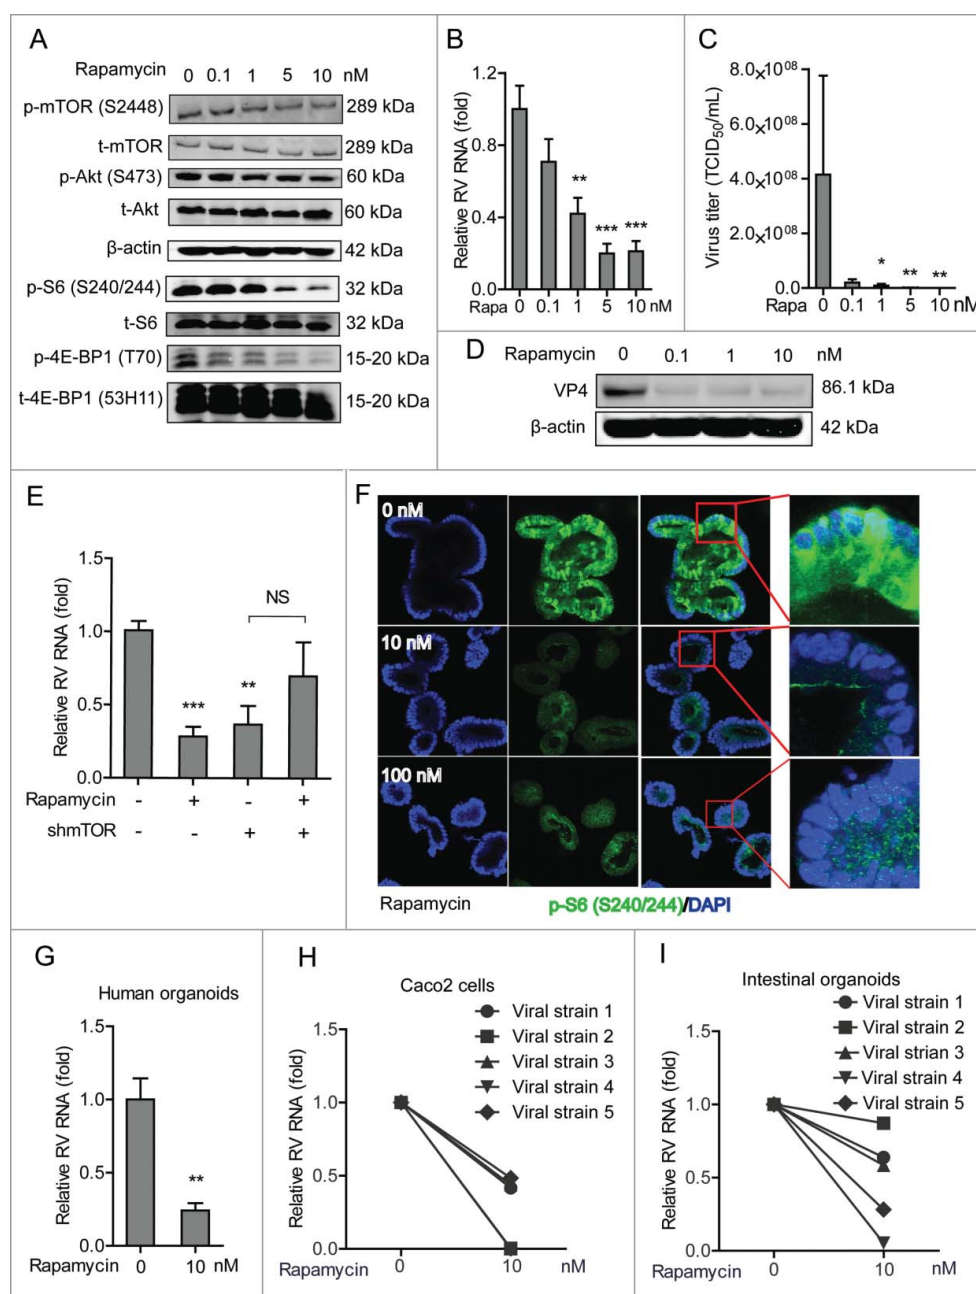 A
Rapamycin 0 0.1 1 5 10 nM
p-mTOR (S2448) 289 kDa
t-mTOR 289 kDa
p-Akt (S473) 60 kDa
t-Akt 60 kDa
β-actin 42 kDa
p-S6 (S240/244) 32 kDa
t-S6 32 kDa
p-4E-BP1 (T70) 15-20 kDa
t-4E-BP1 (53H11) 15-20 kDa
B
Relative RV RNA (fold)
1.2
0.8
0.4
0.0
** *** ***
Rapa 0 0.1 1 5 10 nM
C
Virus titer (TCID50/mL)
8.0×10^08
6.0×10^08
4.0×10^08
2.0×10^08
0.0
* ** **
Rapa 0 0.1 1 5 10 nM
D
Rapamycin 0 0.1 1 10 nM
VP4 86.1 kDa
β-actin 42 kDa
E
Relative RV RNA (fold)
1.5
1.0
0.5
0.0
NS
*** **
Rapamycin - + - +
shmTOR - - + +
F
0 nM
10 nM
100 nM
Rapamycin p-S6 (S240/244)/DAPI
G
Human organoids
Relative RV RNA (fold)
1.5
1.0
0.5
0.0
**
Rapamycin 0 10 nM
H
Caco2 cells
Viral strain 1
Viral strain 2
Viral strain 3
Viral strain 4
Viral strain 5
Relative RV RNA (fold)
1.5
1.0
0.5
0.0
Rapamycin 0 10 nM
I
Intestinal organoids
Viral strain 1
Viral strain 2
Viral strian 3
Viral strain 4
Viral strain 5
Relative RV RNA (fold)
1.5
1.0
0.5
0.0
Rapamycin 0 10 nM